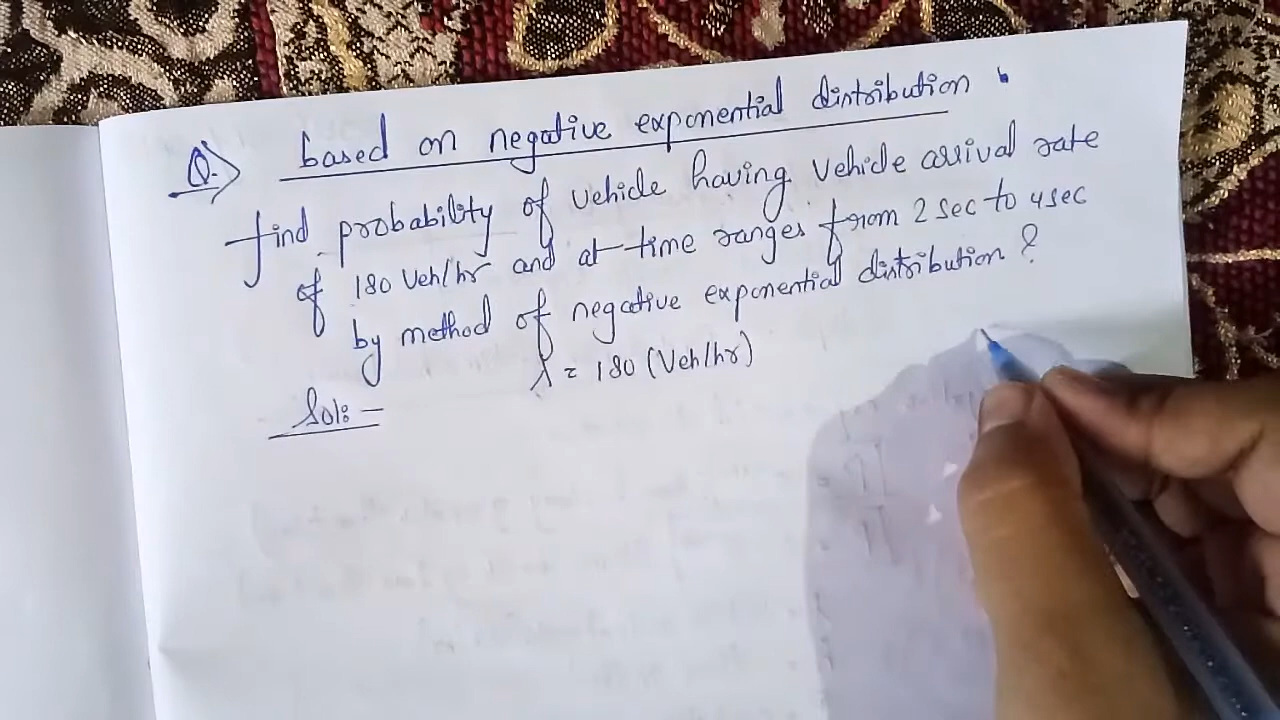 Q.> based on negative exponential distribution
find probability of vehicle having vehicle arrival rate
of 180 Veh/hr and at time ranges from 2 sec to 4 sec
by method of negative exponential distribution ?
Sol: - λ = 180 (Veh/hr)